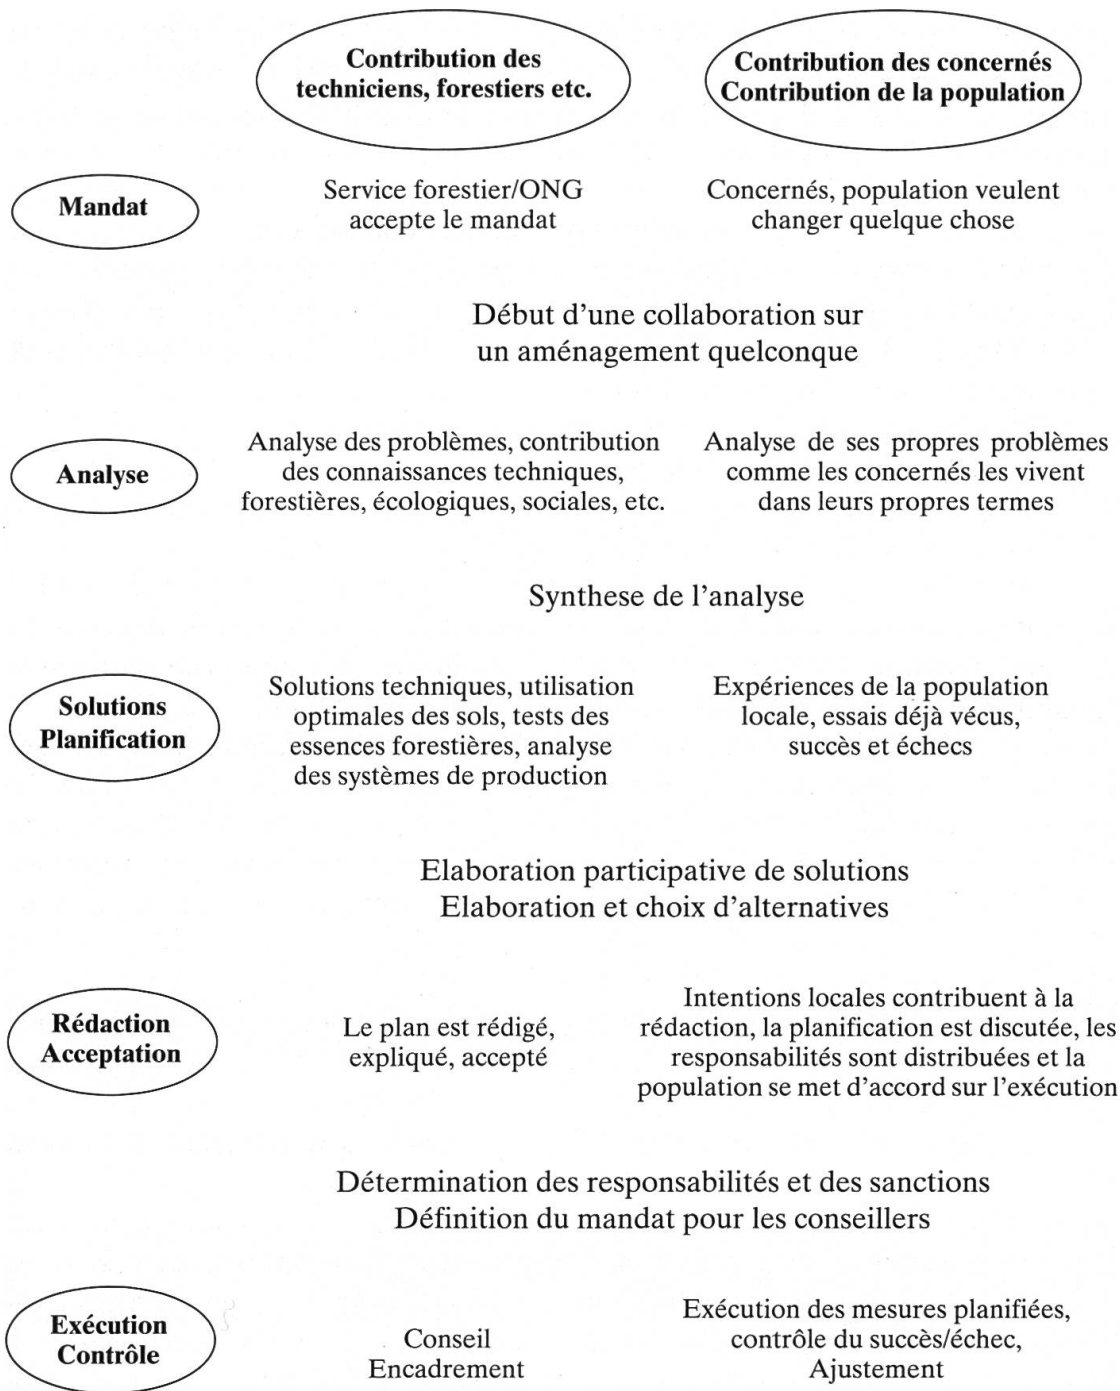 Contribution des
techniciens, forestiers etc.
Contribution des concernés
Contribution de la population
Mandat
Service forestier/ONG
accepte le mandat
Concernés, population veulent
changer quelque chose
Début d'une collaboration sur
un aménagement quelconque
Analyse
Analyse des problèmes, contribution
des connaissances techniques,
forestières, écologiques, sociales, etc.
Analyse de ses propres problèmes
comme les concernés les vivent
dans leurs propres termes
Synthese de l'analyse
Solutions
Planification
Solutions techniques, utilisation
optimales des sols, tests des
essences forestières, analyse
des systèmes de production
Expériences de la population
locale, essais déjà vécus,
succès et échecs
Elaboration participative de solutions
Elaboration et choix d'alternatives
Rédaction
Acceptation
Le plan est rédigé,
expliqué, accepté
Intentions locales contribuent à la
rédaction, la planification est discutée, les
responsabilités sont distribuées et la
population se met d'accord sur l'exécution
Détermination des responsabilités et des sanctions
Définition du mandat pour les conseillers
Exécution
Contrôle
Conseil
Encadrement
Exécution des mesures planifiées,
contrôle du succès/échec,
Ajustement